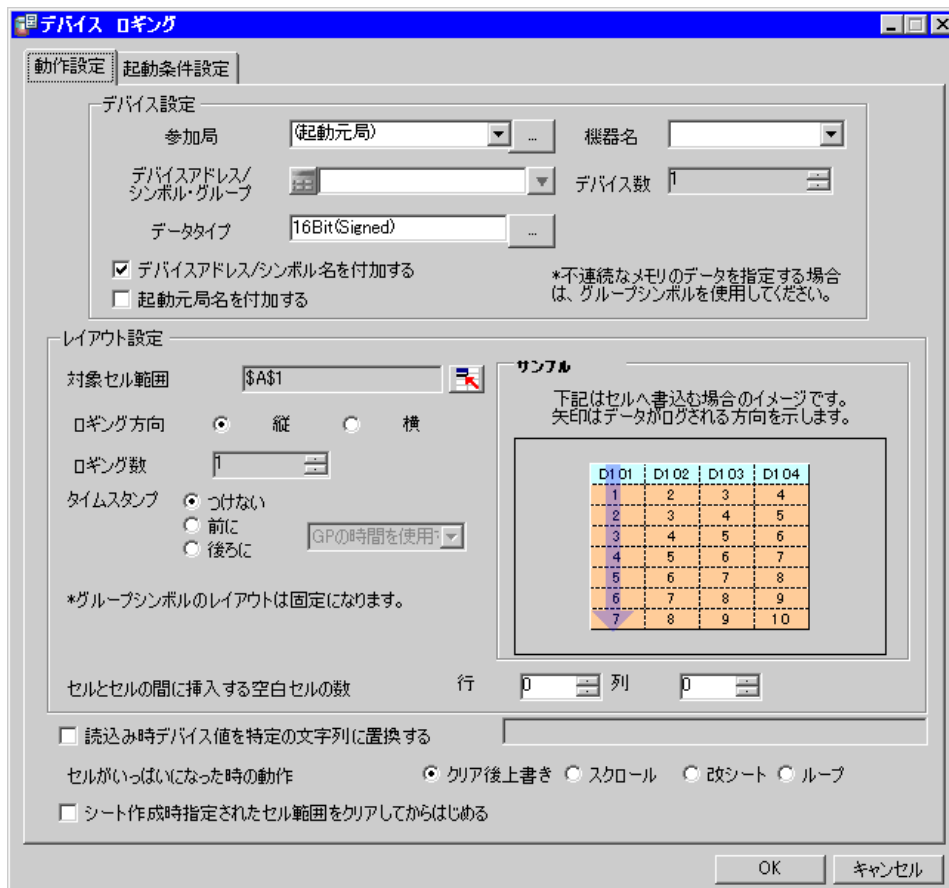 デバイス ロギング
動作設定
起動条件設定
デバイス設定
参加局
(起動元局)
...
機器名
デバイスアドレス/
シンボル・グループ
デバイス数
1
データタイプ
16Bit(Signed)
...
デバイスアドレス/シンボル名を付加する
起動元局名を付加する
*不連続なメモリのデータを指定する場合
は、グループシンボルを使用してください。
レイアウト設定
対象セル範囲
$A$1
ロギング方向
縦
横
ロギング数
1
タイムスタンプ
つけない
前に
後ろに
GPの時間を使用
*グループシンボルのレイアウトは固定になります。
サンプル
下記はセルへ書込む場合のイメージです。
矢印はデータがログされる方向を示します。
D101 D102 D103 D104
1 2 3 4
2 3 4 5
3 4 5 6
4 5 6 7
5 6 7 8
6 7 8 9
7 8 9 10
セルとセルの間に挿入する空白セルの数
行
0
列
0
読込み時デバイス値を特定の文字列に置換する
セルがいっぱいになった時の動作
クリア後上書き
スクロール
改シート
ループ
シート作成時指定されたセル範囲をクリアしてからはじめる
OK
キャンセル